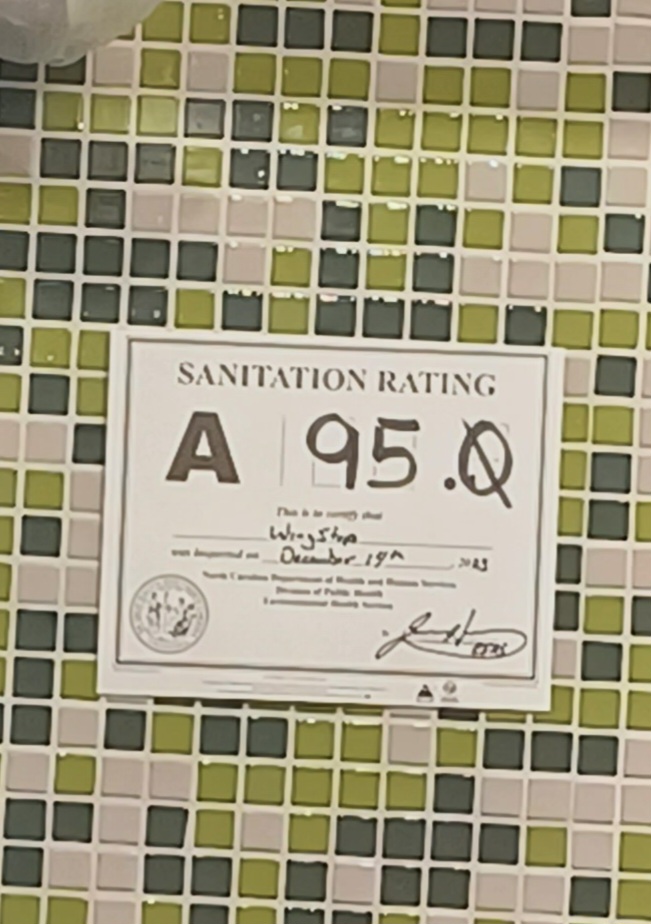 SANITATION RATING
A 95.0
This is to certify that
WingStop
was inspected on December 19th, 2023
North Carolina Department of Health and Human Services
Division of Public Health
Environmental Health Section